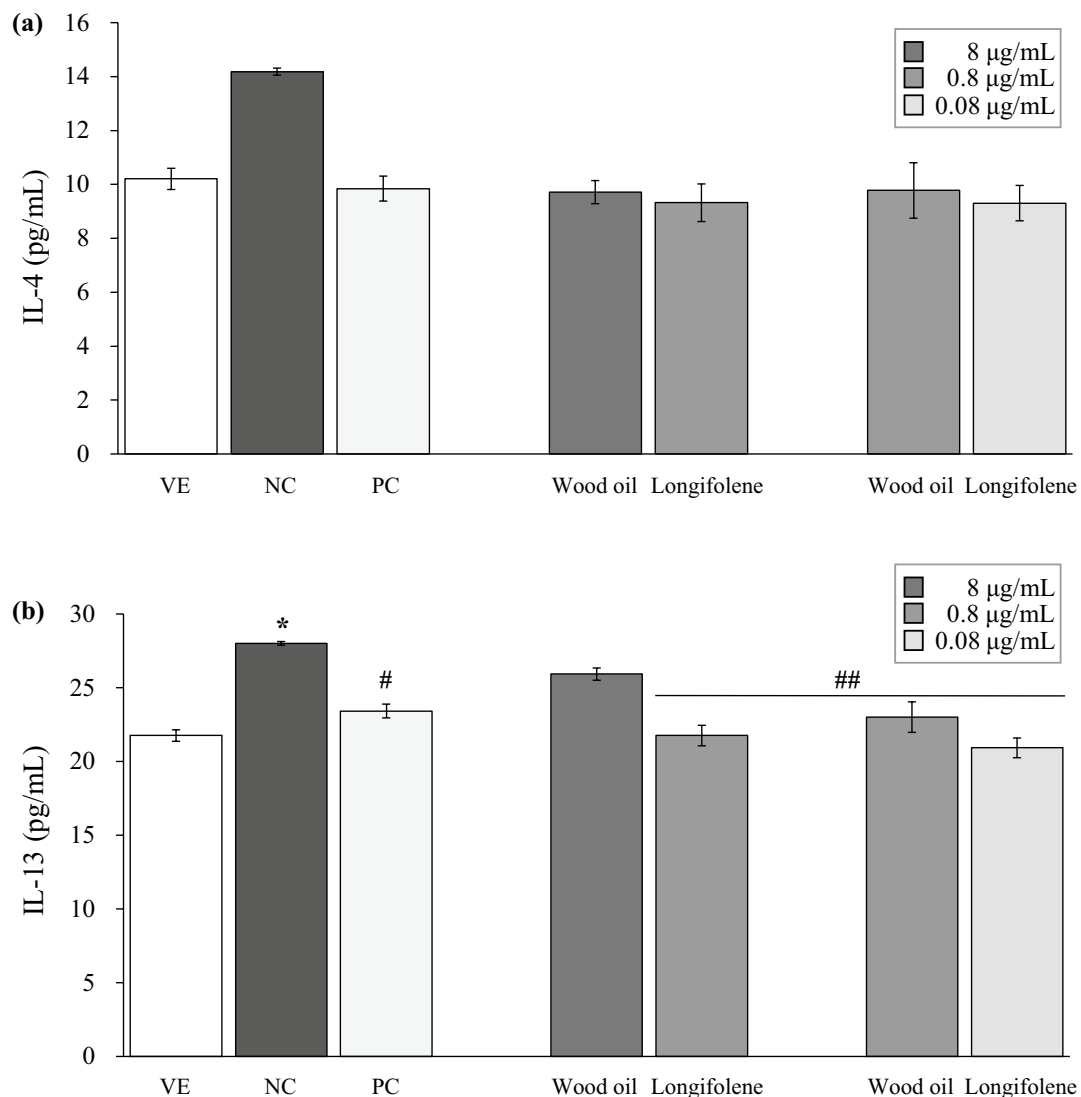 (a)
16
14
12
10
8
6
4
2
0
IL-4 (pg/mL)
8 μg/mL
0.8 μg/mL
0.08 μg/mL
VE NC PC Wood oil Longifolene Wood oil Longifolene
(b)
30
25
20
15
10
5
0
IL-13 (pg/mL)
8 μg/mL
0.8 μg/mL
0.08 μg/mL
*
#
##
VE NC PC Wood oil Longifolene Wood oil Longifolene